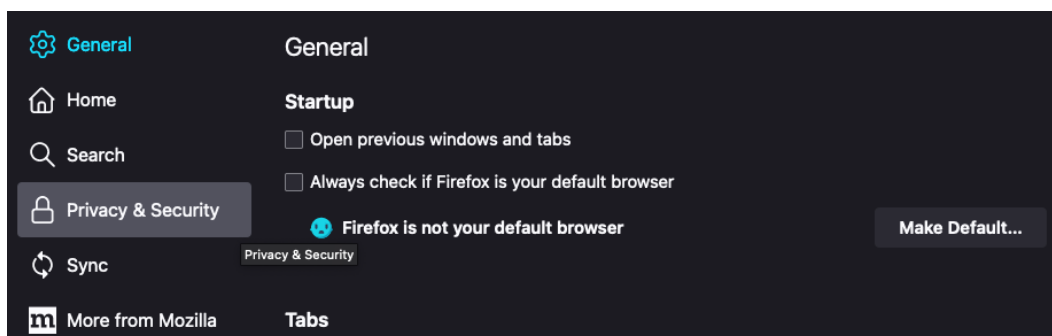 General
Home
Search
Privacy & Security
Sync
m More from Mozilla
General
Startup
Open previous windows and tabs
Always check if Firefox is your default browser
Firefox is not your default browser
Make Default...
Privacy & Security
Tabs